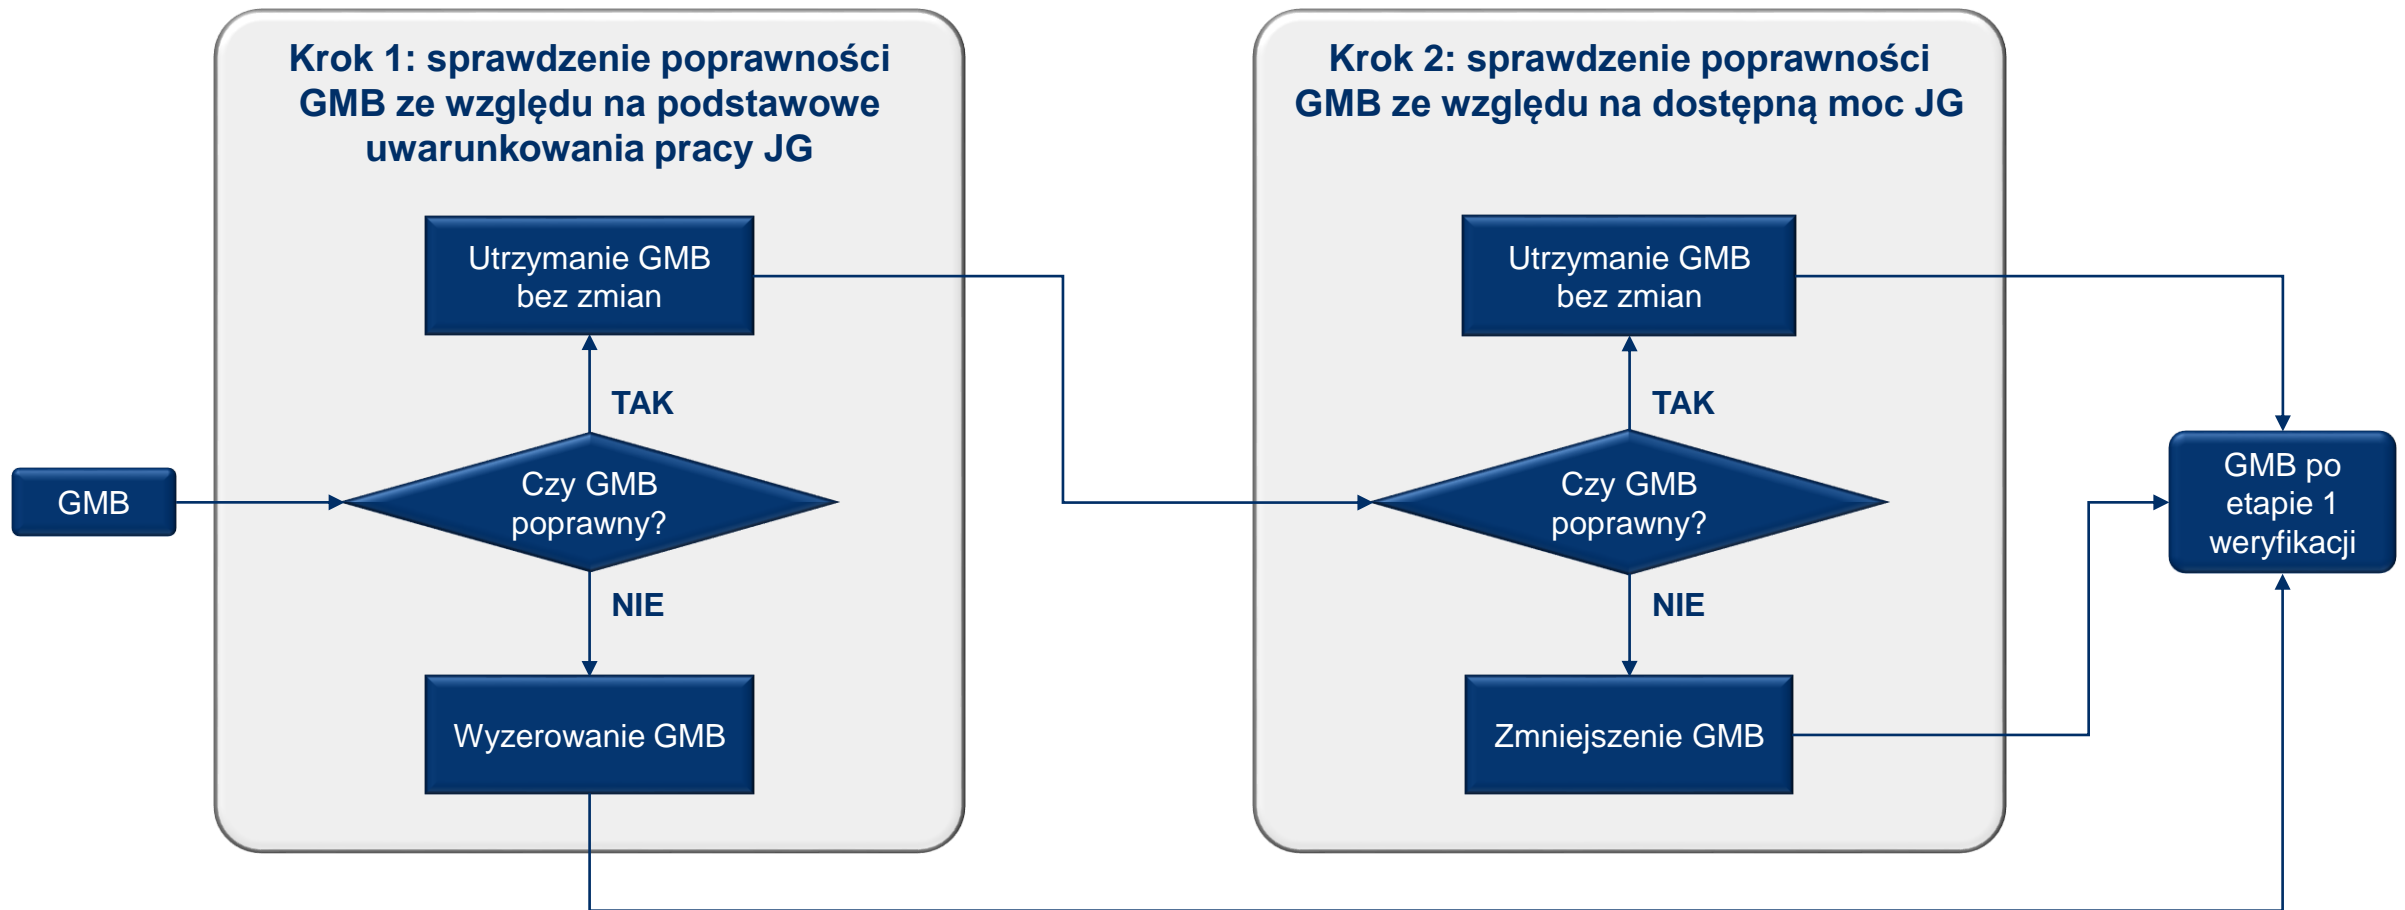 Krok 1: sprawdzenie poprawności
GMB ze względu na podstawowe
uwarunkowania pracy JG
Utrzymanie GMB
bez zmian
TAK
GMB
Czy GMB
poprawny?
NIE
Wyzerowanie GMB
Krok 2: sprawdzenie poprawności
GMB ze względu na dostępną moc JG
Utrzymanie GMB
bez zmian
TAK
Czy GMB
poprawny?
NIE
Zmniejszenie GMB
GMB po
etapie 1
weryfikacji